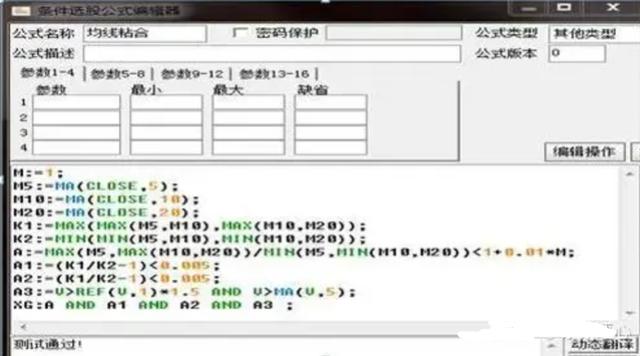 条件选股公式编辑器
公式名称 均线粘合 密码保护 公式类型 其他类型
公式描述 公式版本 0
参数1-4 参数5-8 参数9-12 参数13-16
参数 最小 最大 缺省
1
2
3
4
编辑操作
M:=1;
M5:=MA(CLOSE,5);
M10:=MA(CLOSE,10);
M20:=MA(CLOSE,20);
K1:=MAX(MAX(M5,M10),MAX(M10,M20));
K2:=MIN(MIN(M5,M10),MIN(M10,M20));
A:=MAX(M5,MAX(M10,M20))/MIN(M5,MIN(M10,M20))<1+0.01*M;
A1:=(K1/K2-1)<0.005;
A2:=(K1/K2-1)<0.005;
A3:=V>REF(V,1)*1.5 AND V>MA(V,5);
XG:A AND A1 AND A2 AND A3 ;
测试通过!
动态翻译